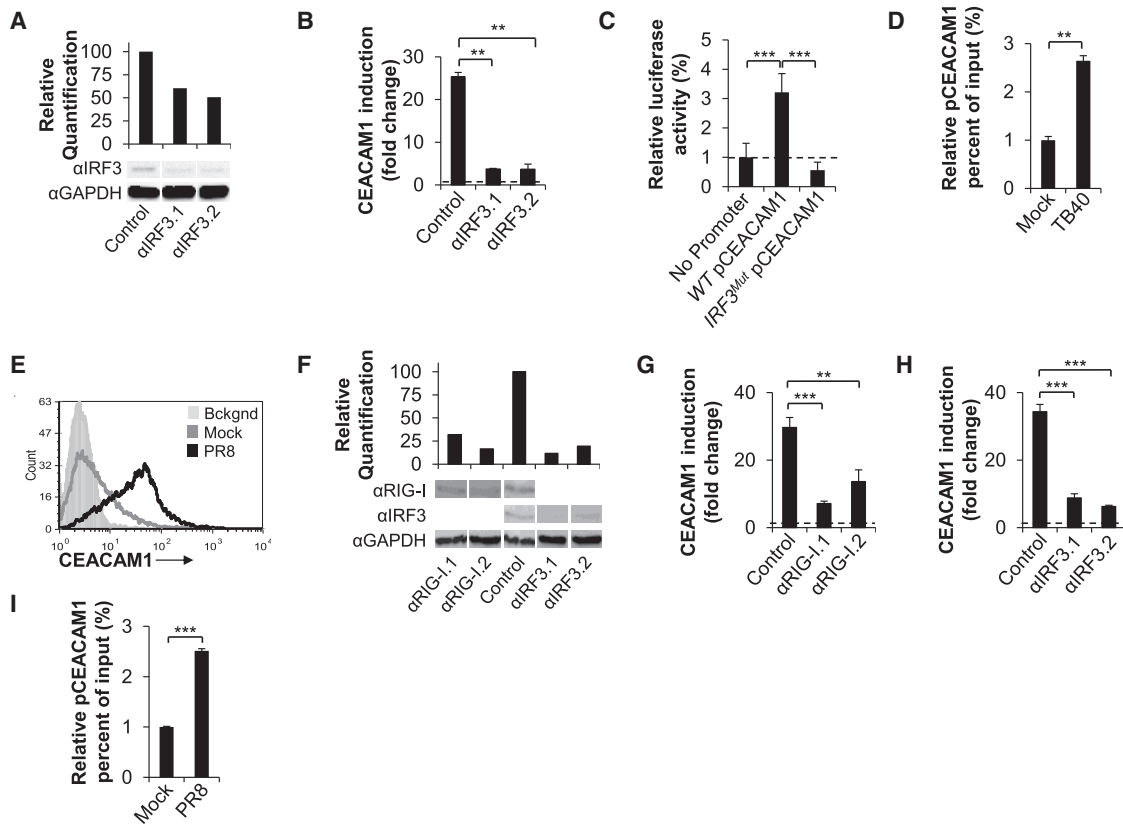 A
Relative
Quantification
100
75
50
25
0
αIRF3
αGAPDH
Control
αIRF3.1
αIRF3.2
B
CEACAM1 induction
(fold change)
30
20
10
0
**
**
Control
αIRF3.1
αIRF3.2
C
Relative luciferase
activity (%)
5
4
3
2
1
0
*** ***
No Promoter
WT pCEACAM1
IRF3Mut pCEACAM1
D
Relative pCEACAM1
percent of input (%)
3
2
1
0
**
Mock
TB40
E
Count
63
47
32
16
0
Bckgnd
Mock
PR8
100 101 102 103 104
CEACAM1
F
Relative
Quantification
100
75
50
25
0
αRIG-I
αIRF3
αGAPDH
αRIG-I.1
αRIG-I.2
Control
αIRF3.1
αIRF3.2
G
CEACAM1 induction
(fold change)
40
20
0
**
***
Control
αRIG-I.1
αRIG-I.2
H
CEACAM1 induction
(fold change)
40
20
0
***
***
Control
αIRF3.1
αIRF3.2
I
Relative pCEACAM1
percent of input (%)
3
2
1
0
***
Mock
PR8